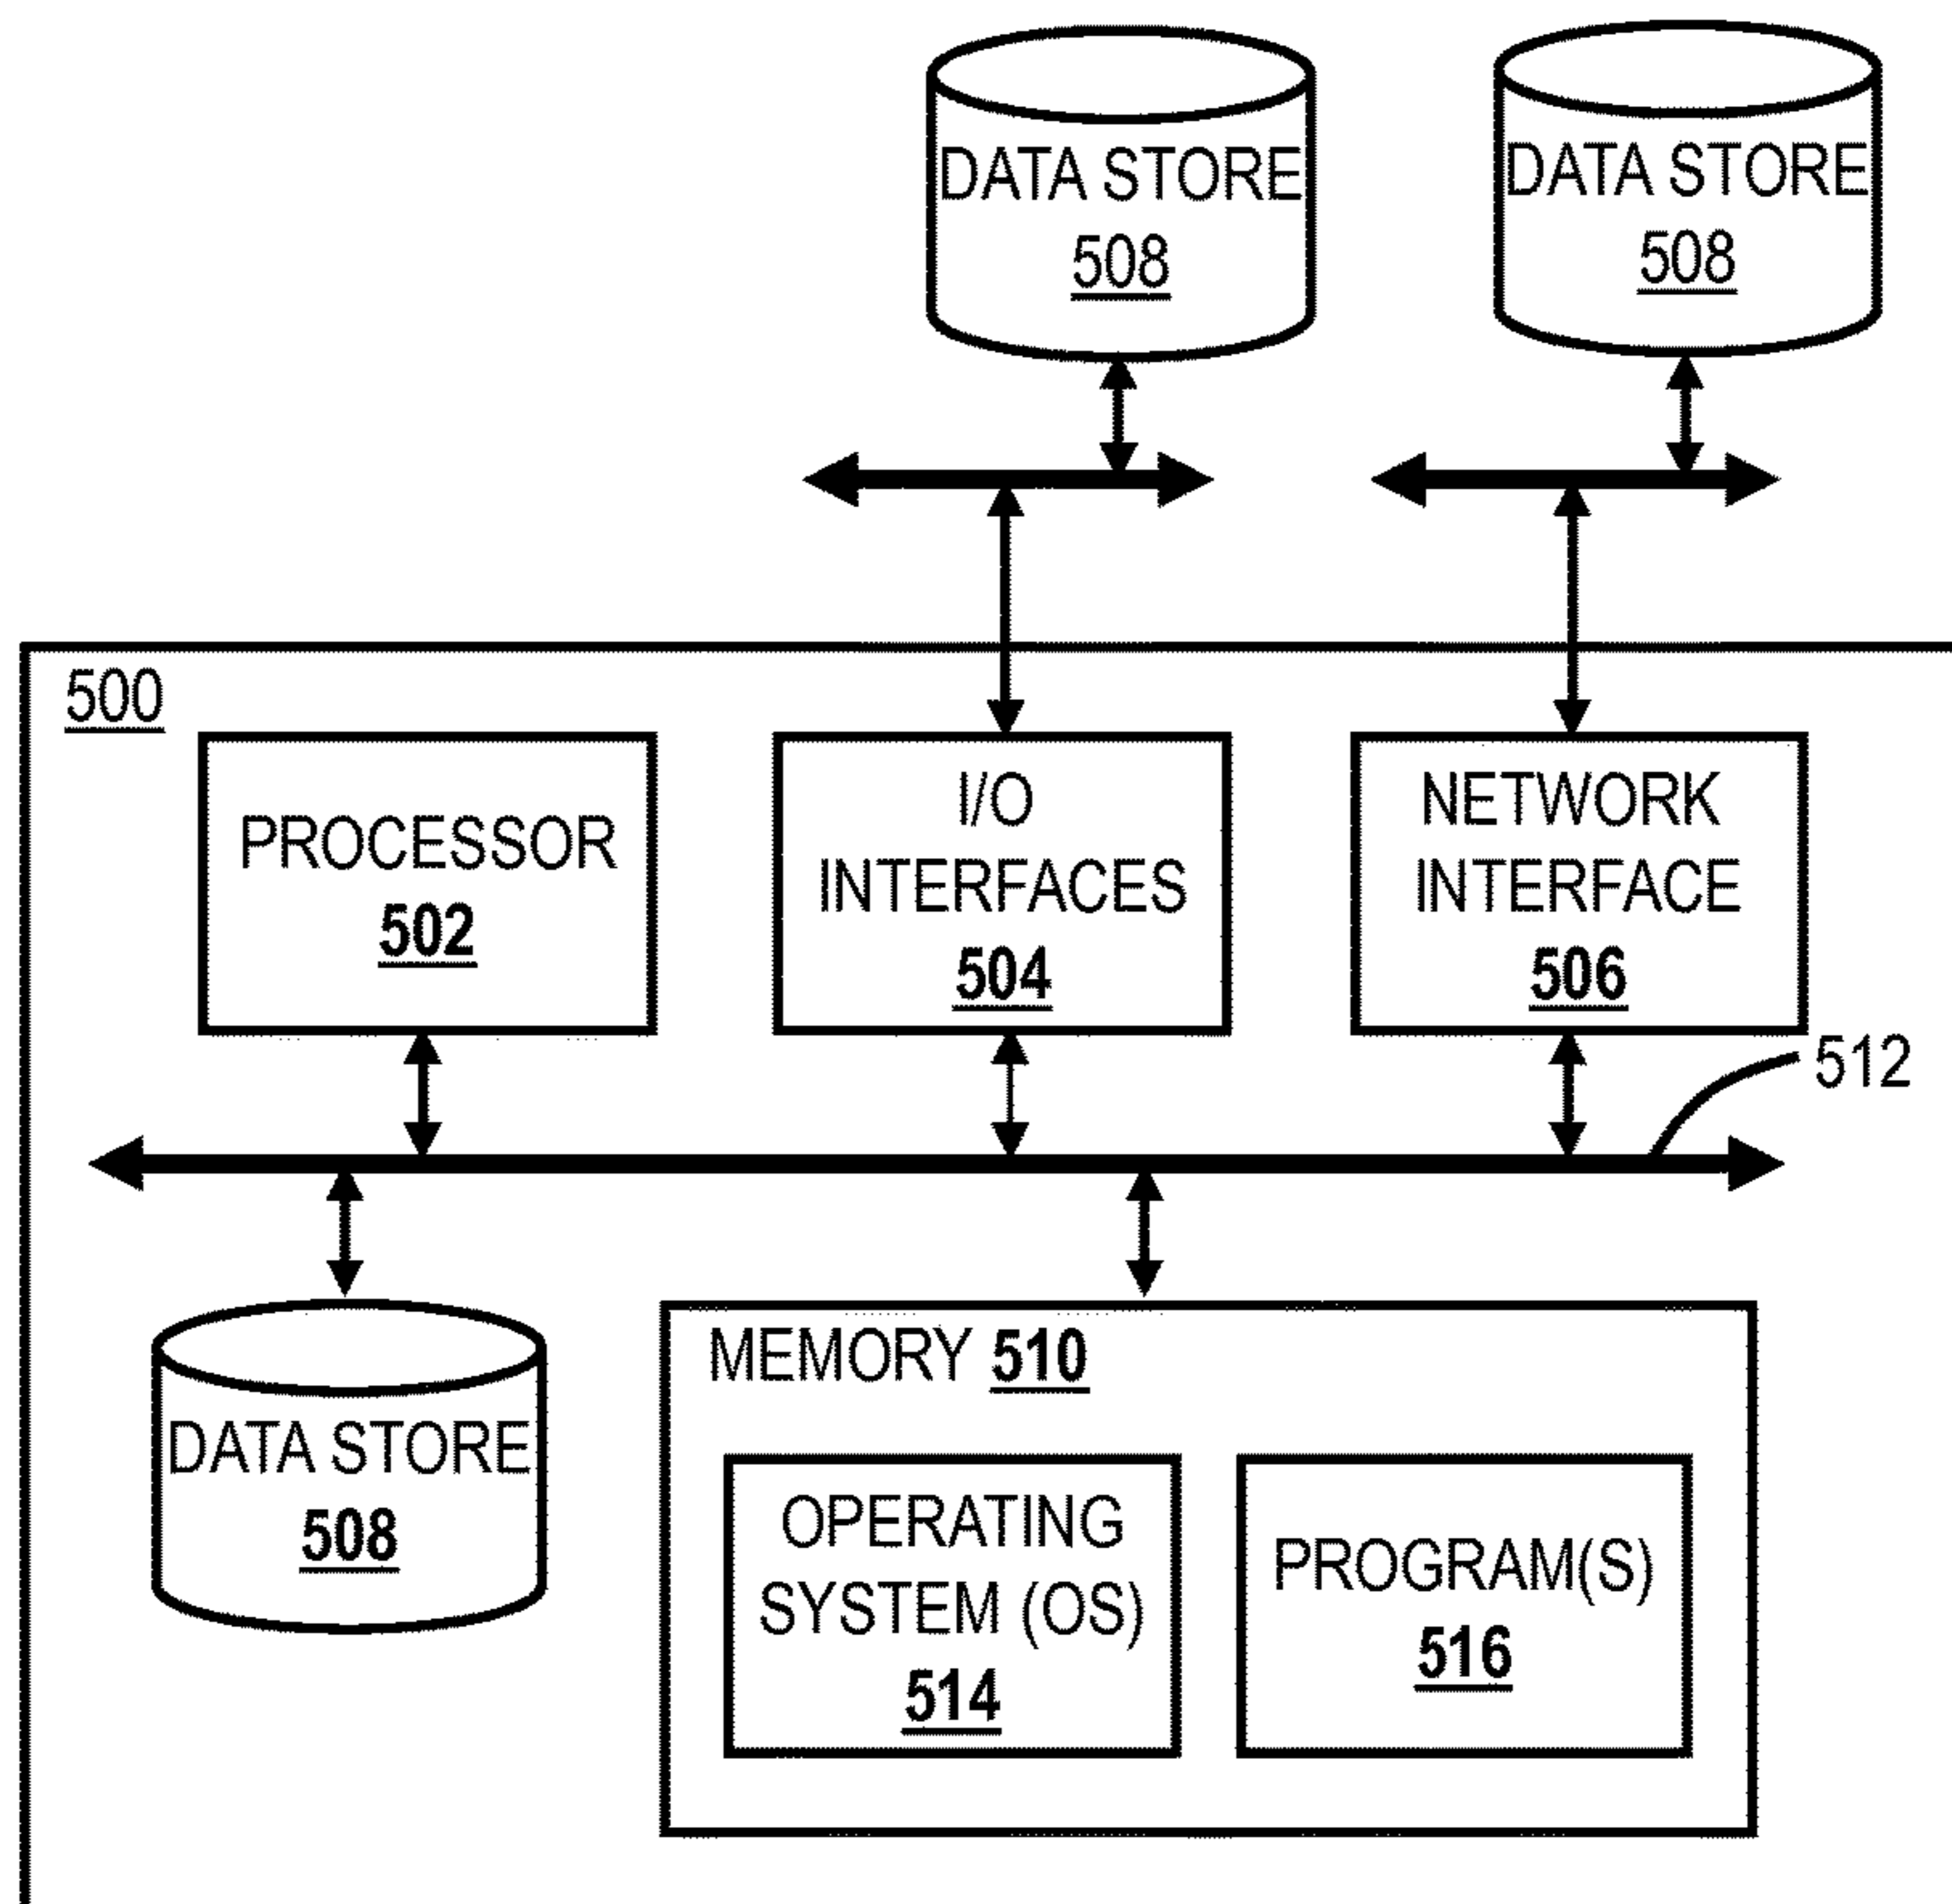 DATA STORE
508
DATA STORE
508
500
PROCESSOR
502
I/O
INTERFACES
504
NETWORK
INTERFACE
506
512
DATA STORE
508
MEMORY 510
OPERATING
SYSTEM (OS)
514
PROGRAM(S)
516